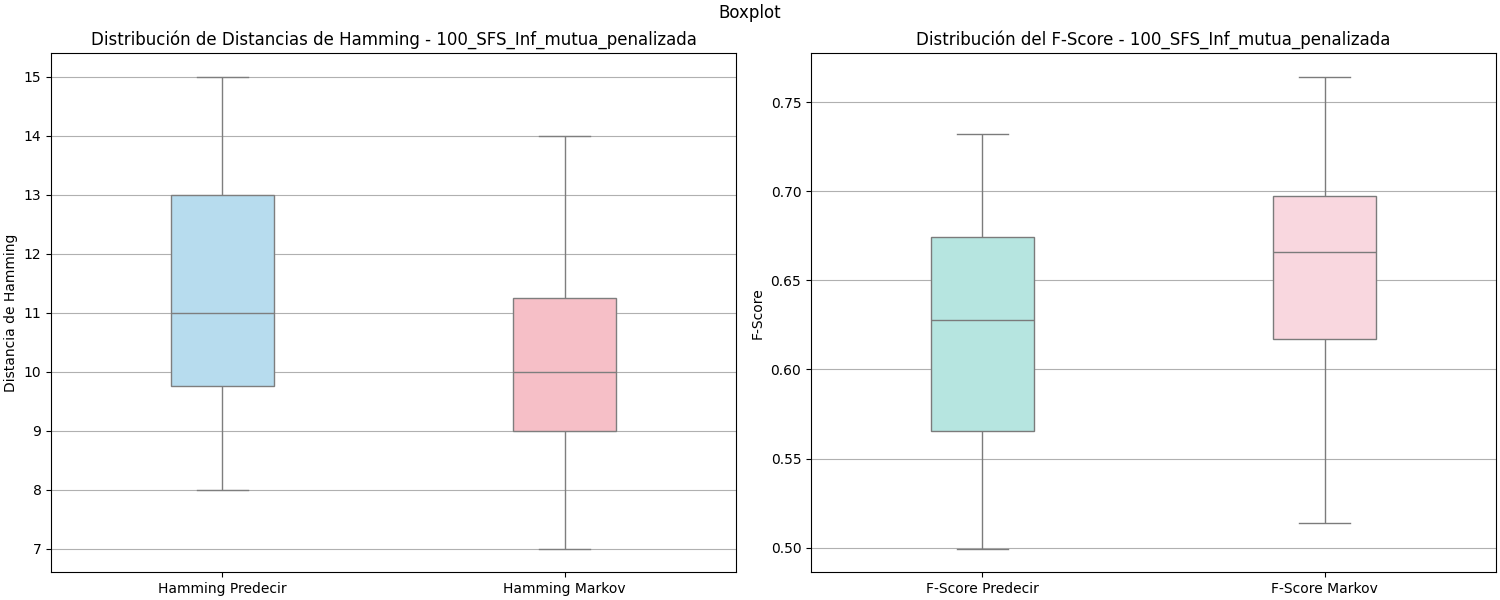 Boxplot
Distribución de Distancias de Hamming - 100_SFS_Inf_mutua_penalizada
Distancia de Hamming
15
14
13
12
11
10
9
8
7
Hamming Predecir
Hamming Markov
Distribución del F-Score - 100_SFS_Inf_mutua_penalizada
F-Score
0.75
0.70
0.65
0.60
0.55
0.50
F-Score Predecir
F-Score Markov